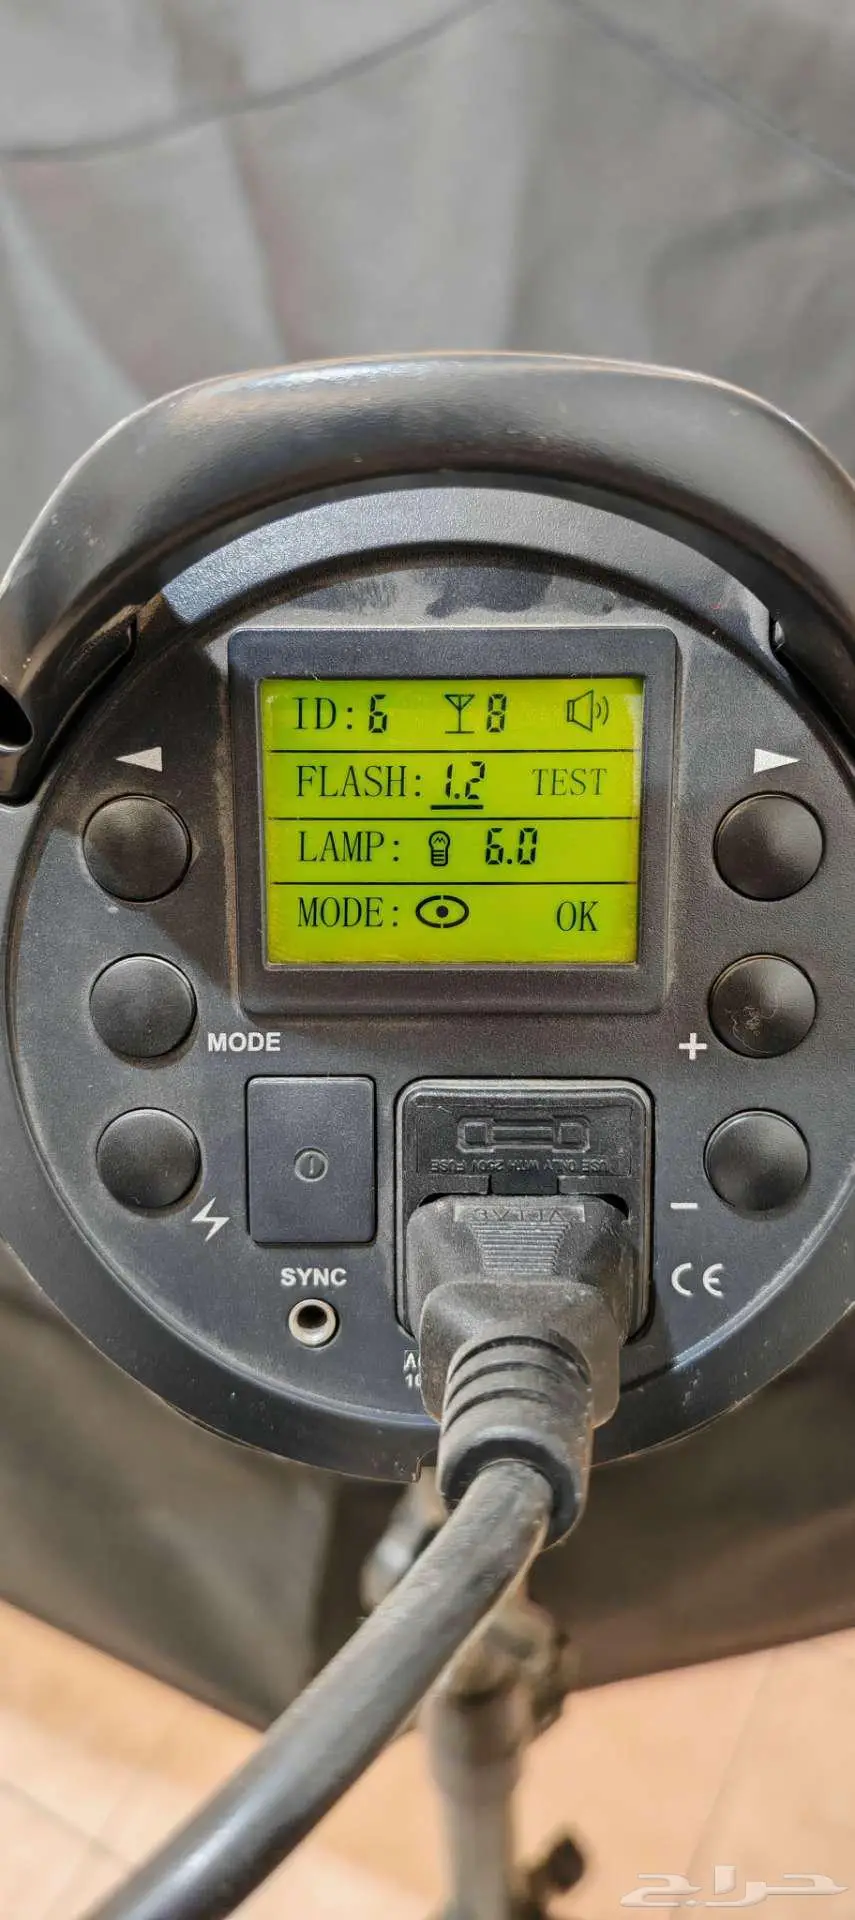 ID:6 8
FLASH:1.2 TEST
LAMP: 6.0
MODE: OK
MODE
+
USE ONLY WITH 250V FUSE
-
SYNC
CE
حراج